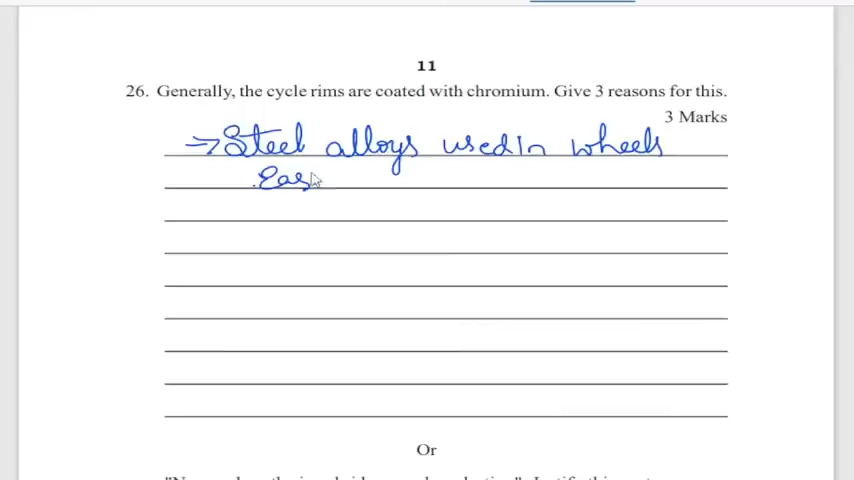 11
26. Generally, the cycle rims are coated with chromium. Give 3 reasons for this.
3 Marks
→ Steel alloys used in wheels
Eas
Or